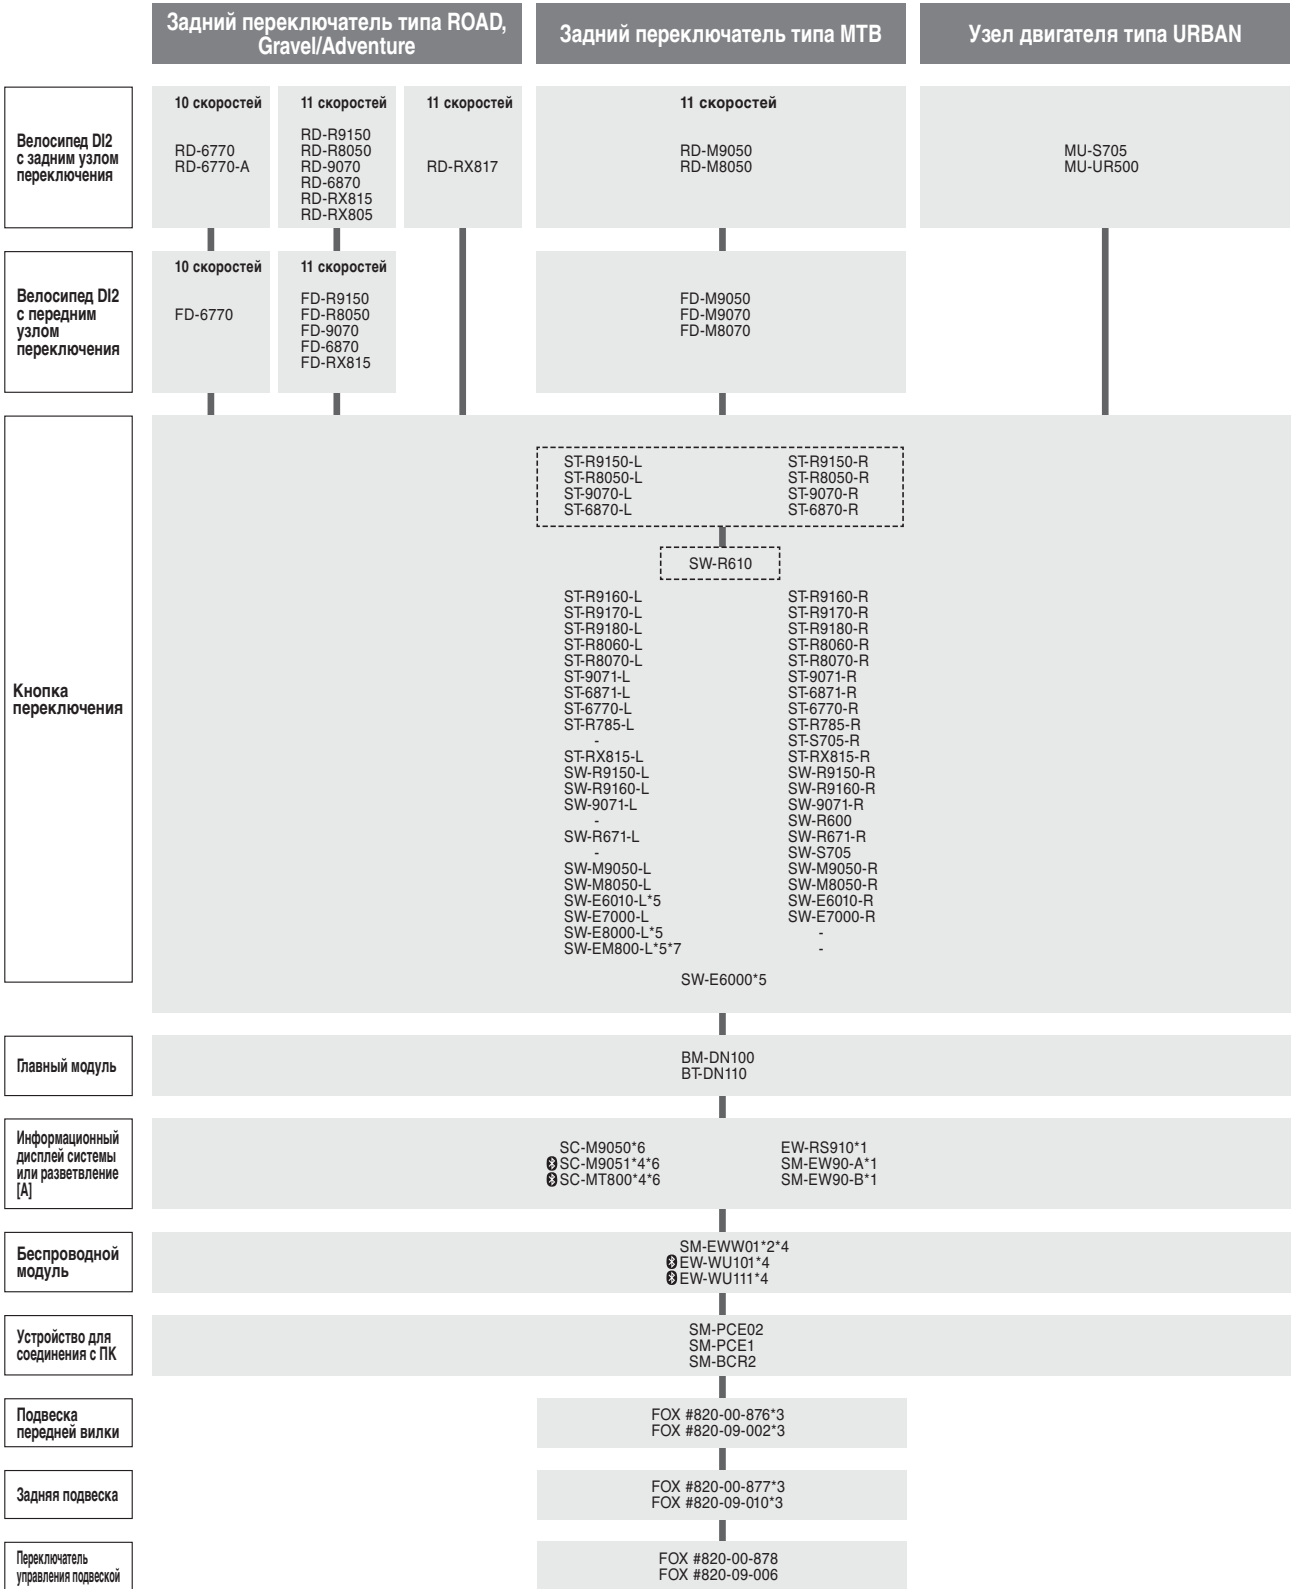 Задний переключатель типа ROAD,
Gravel/Adventure
Задний переключатель типа MTB
Узел двигателя типа URBAN
Велосипед DI2
с задним узлом
переключения
10 скоростей
RD-6770
RD-6770-A
11 скоростей
RD-R9150
RD-R8050
RD-9070
RD-6870
RD-RX815
RD-RX805
11 скоростей
RD-RX817
11 скоростей
RD-M9050
RD-M8050
MU-S705
MU-UR500
Велосипед DI2
с передним
узлом
переключения
10 скоростей
FD-6770
11 скоростей
FD-R9150
FD-R8050
FD-9070
FD-6870
FD-RX815
FD-M9050
FD-M9070
FD-M8070
Кнопка
переключения
ST-R9150-L ST-R9150-R
ST-R8050-L ST-R8050-R
ST-9070-L ST-9070-R
ST-6870-L ST-6870-R
SW-R610
ST-R9160-L ST-R9160-R
ST-R9170-L ST-R9170-R
ST-R9180-L ST-R9180-R
ST-R8060-L ST-R8060-R
ST-R8070-L ST-R8070-R
ST-9071-L ST-9071-R
ST-6871-L ST-6871-R
ST-6770-L ST-6770-R
ST-R785-L ST-R785-R
- ST-S705-R
ST-RX815-L ST-RX815-R
SW-R9150-L SW-R9150-R
SW-R9160-L SW-R9160-R
SW-9071-L SW-9071-R
- SW-R600
SW-R671-L SW-R671-R
- SW-S705
SW-M9050-L SW-M9050-R
SW-M8050-L SW-M8050-R
SW-E6010-L*5 SW-E6010-R
SW-E7000-L SW-E7000-R
SW-E8000-L*5 -
SW-EM800-L*5*7 -
SW-E6000*5
Главный модуль
BM-DN100
BT-DN110
Информационный
дисплей системы
или разветвление
[A]
SC-M9050*6 EW-RS910*1
SC-M9051*4*6 SM-EW90-A*1
SC-MT800*4*6 SM-EW90-B*1
Беспроводной
модуль
SM-EWW01*2*4
EW-WU101*4
EW-WU111*4
Устройство для
соединения с ПК
SM-PCE02
SM-PCE1
SM-BCR2
Подвеска
передней вилки
FOX #820-00-876*3
FOX #820-09-002*3
Задняя подвеска
FOX #820-00-877*3
FOX #820-09-010*3
Переключатель
управления подвеской
FOX #820-00-878
FOX #820-09-006